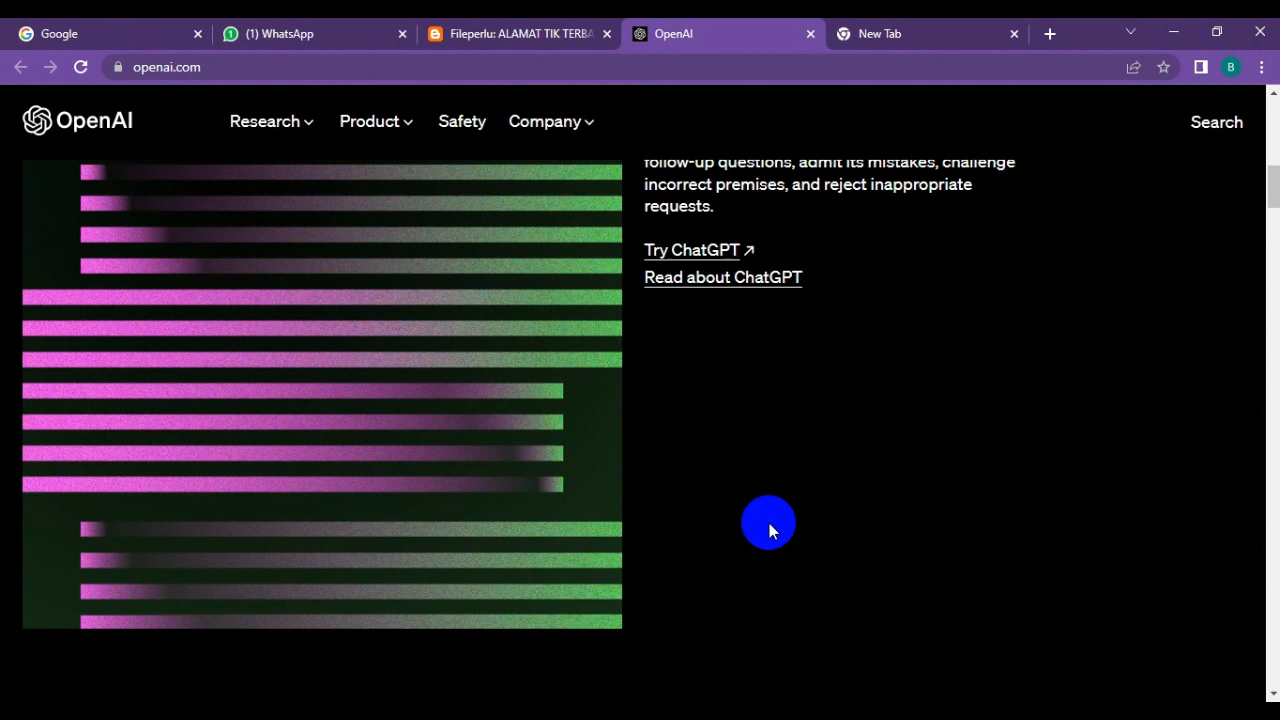 Google
(1) WhatsApp
Fileperlu: ALAMAT TIK TERBA
OpenAI
New Tab
openai.com
B
OpenAI
Research
Product
Safety
Company
Search
follow-up questions, admit its mistakes, challenge
incorrect premises, and reject inappropriate
requests.
Try ChatGPT ↗
Read about ChatGPT